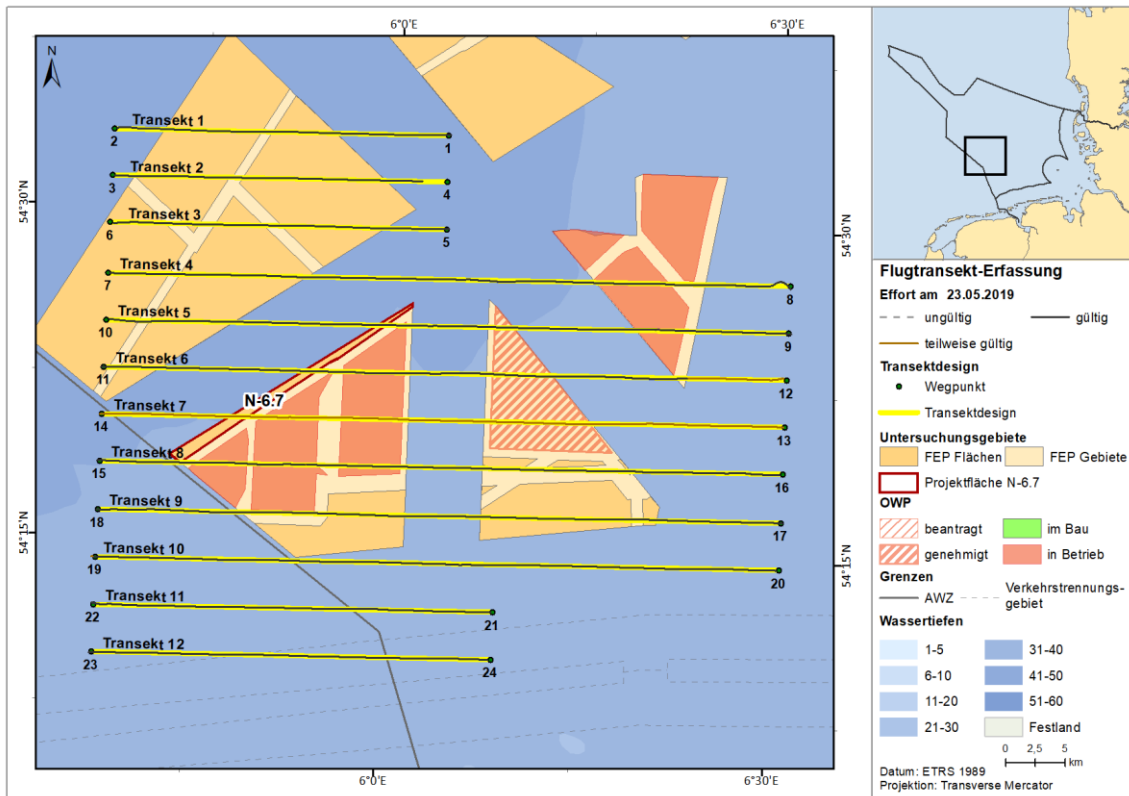 6°0'E
6°30'E
N
Transekt 1
2
1
Transekt 2
3
4
Transekt 3
6
5
54°30'N
54°30'N
Transekt 4
7
8
Transekt 5
10
9
Transekt 6
11
12
N-6.7
Transekt 7
14
13
Transekt 8
15
16
Transekt 9
18
17
54°15'N
54°15'N
Transekt 10
19
20
Transekt 11
22
21
Transekt 12
23
24
6°0'E
6°30'E
Flugtransekt-Erfassung
Effort am 23.05.2019
ungültig
gültig
teilweise gültig
Transektdesign
Wegpunkt
Transektdesign
Untersuchungsgebiete
FEP Flächen
FEP Gebiete
Projektfläche N-6.7
OWP
beantragt
im Bau
genehmigt
in Betrieb
Grenzen
AWZ
Verkehrstrennungs-
gebiet
Wassertiefen
1-5
31-40
6-10
41-50
11-20
51-60
21-30
Festland
0 2,5 5
km
Datum: ETRS 1989
Projektion: Transverse Mercator